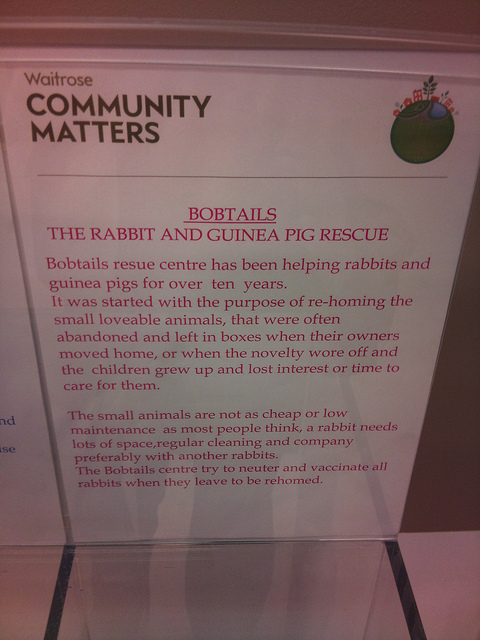 Waitrose
COMMUNITY
MATTERS
BOBTAILS
THE RABBIT AND GUINEA PIG RESCUE
Bobtails resue centre has been helping rabbits and
guinea pigs for over ten years.
It was started with the purpose of re-homing the
small loveable animals, that were often
abandoned and left in boxes when their owners
moved home, or when the novelty wore off and
the children grew up and lost interest or time to
care for them.
The small animals are not as cheap or low
maintenance as most people think, a rabbit needs
lots of space,regular cleaning and company
preferably with another rabbits.
The Bobtails centre try to neuter and vaccinate all
rabbits when they leave to be rehomed.